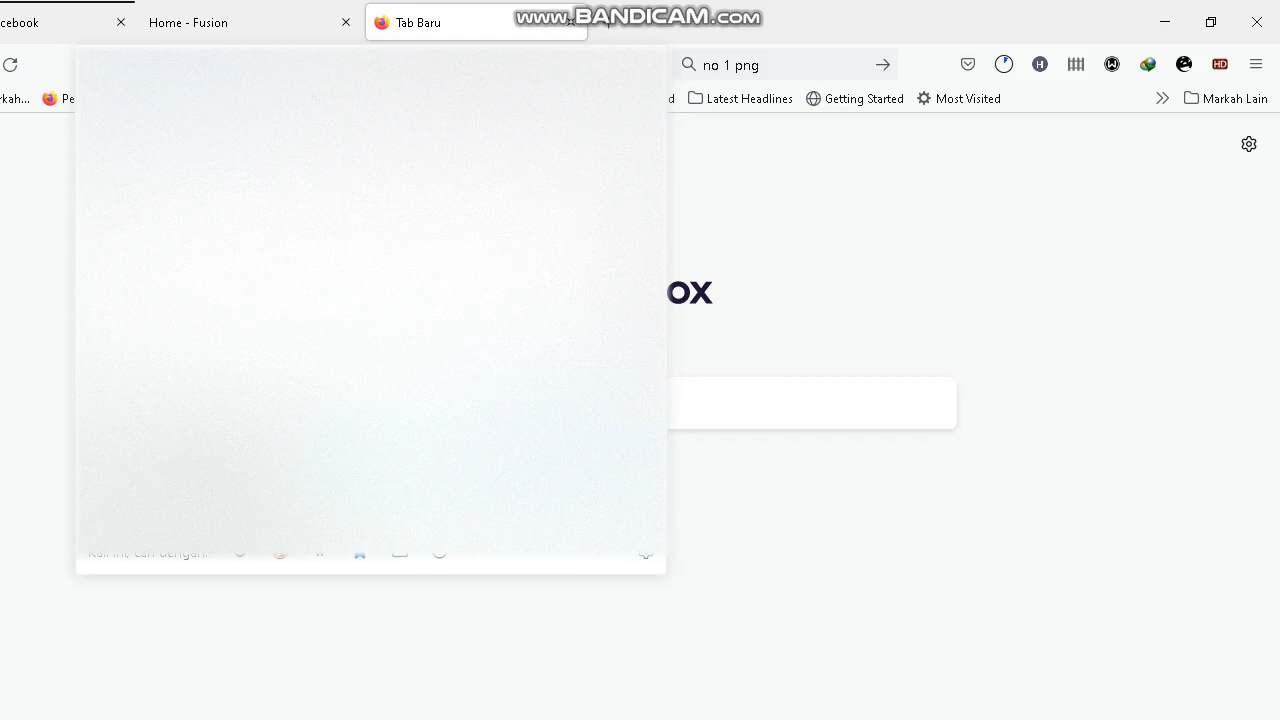 www.BANDICAM.com
cebook
Home - Fusion
Tab Baru
no 1 png
rkah...
Pe
d
Latest Headlines
Getting Started
Most Visited
Markah Lain
ox